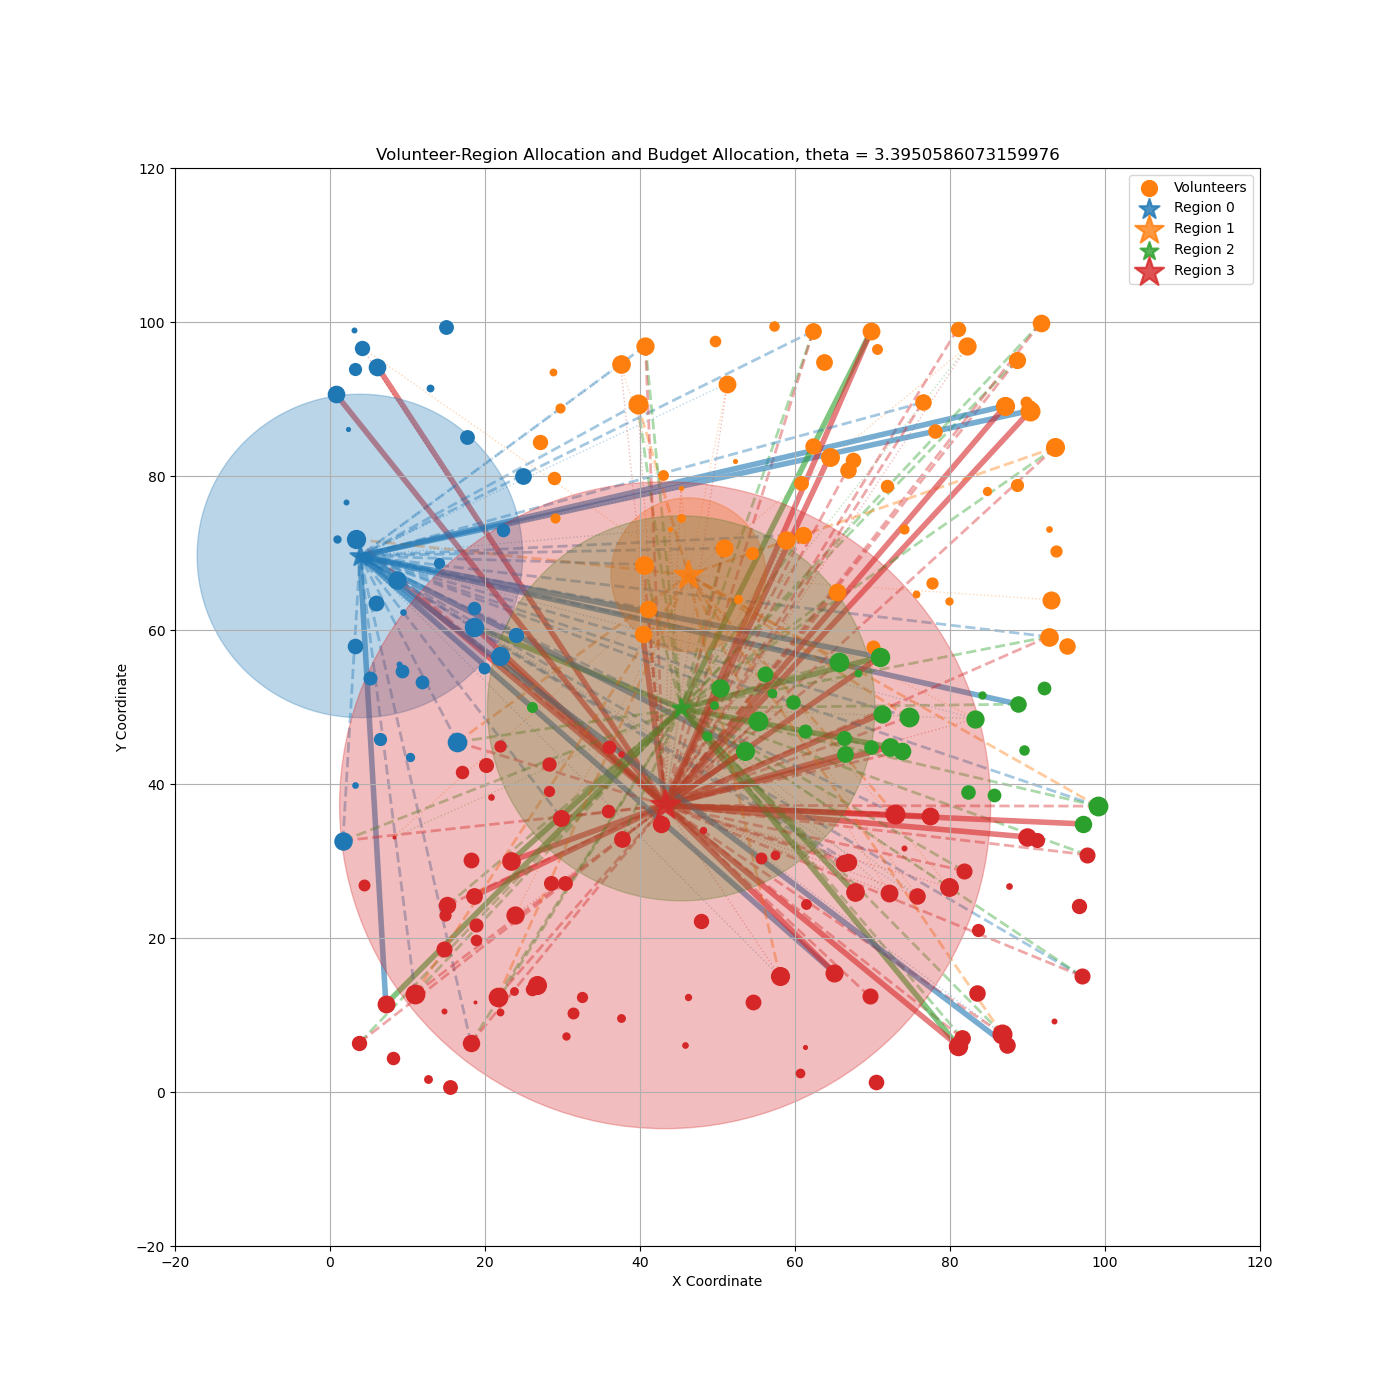 Volunteer-Region Allocation and Budget Allocation, theta = 3.3950586073159976
120
100
80
60
40
20
0
−20
Y Coordinate
Volunteers
Region 0
Region 1
Region 2
Region 3
−20 0 20 40 60 80 100 120
X Coordinate